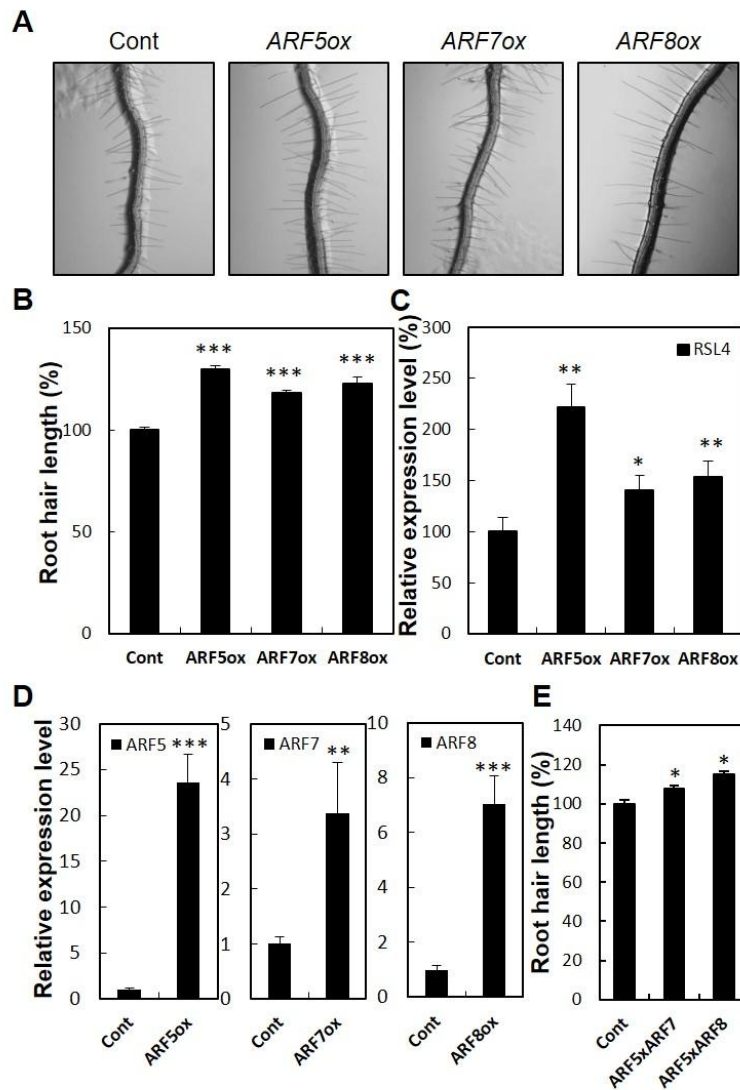 A
Cont ARF5ox ARF7ox ARF8ox
B
Root hair length (%)
150
100
50
0
*** *** ***
Cont ARF5ox ARF7ox ARF8ox
C
Relative expression level (%)
300
250
200
150
100
50
0
RSL4
** * **
Cont ARF5ox ARF7ox ARF8ox
D
Relative expression level
30
25
20
15
10
5
0
ARF5
***
Cont ARF5ox
5
4
3
2
1
0
ARF7
**
Cont ARF7ox
10
8
6
4
2
0
ARF8
***
Cont ARF8ox
E
Root hair length (%)
140
120
100
80
60
40
20
0
* *
Cont ARF5xARF7 ARF5xARF8